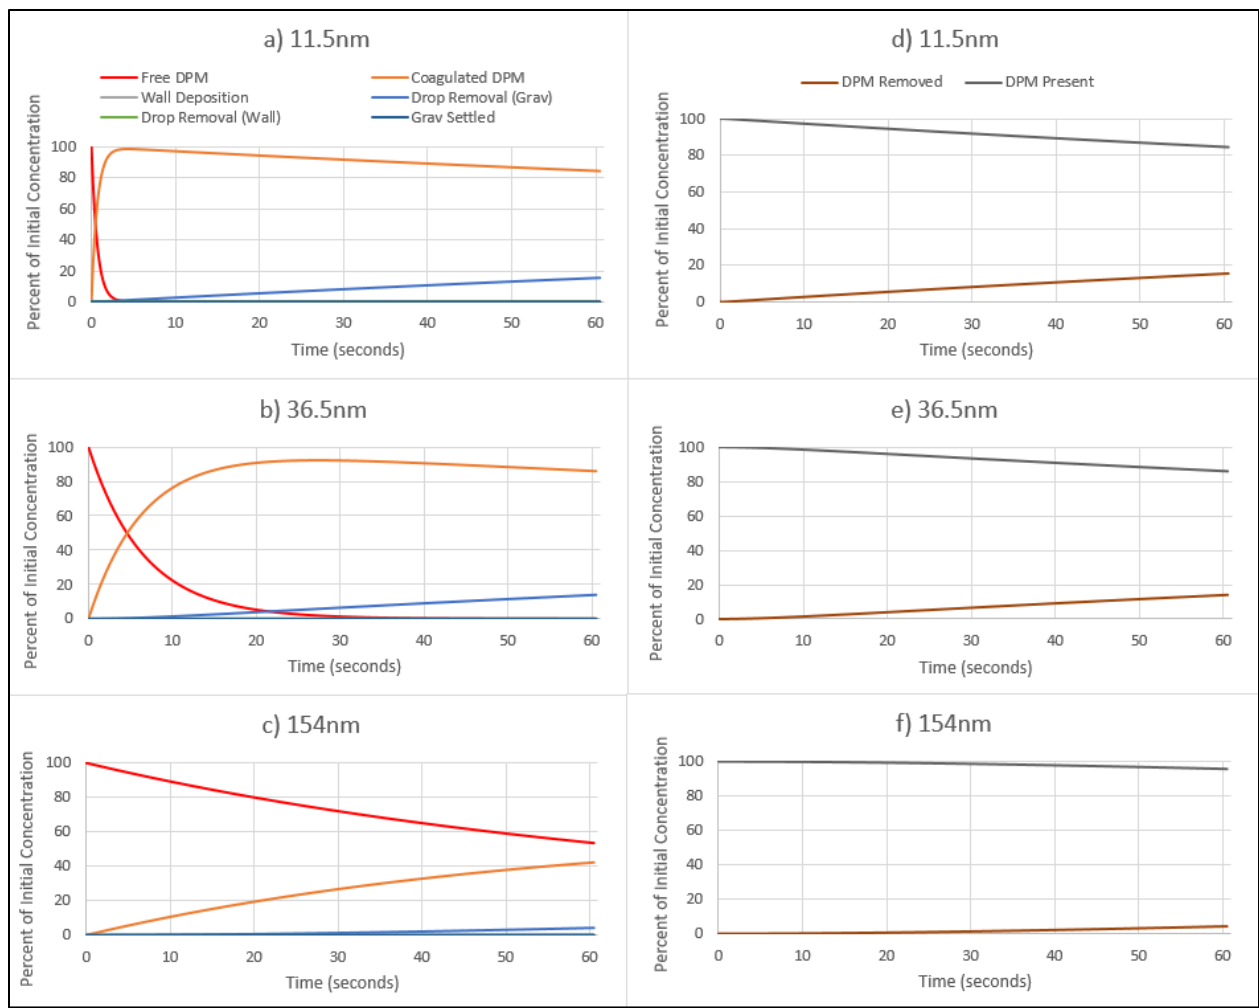 a) 11.5nm
Free DPM
Coagulated DPM
Wall Deposition
Drop Removal (Grav)
Drop Removal (Wall)
Grav Settled
Percent of Initial Concentration
100
80
60
40
20
0
0 10 20 30 40 50 60
Time (seconds)
d) 11.5nm
DPM Removed
DPM Present
Percent of Initial Concentration
100
80
60
40
20
0
0 10 20 30 40 50 60
Time (seconds)
b) 36.5nm
Percent of Initial Concentration
100
80
60
40
20
0
0 10 20 30 40 50 60
Time (seconds)
e) 36.5nm
Percent of Initial Concentration
100
80
60
40
20
0
0 10 20 30 40 50 60
Time (seconds)
c) 154nm
Percent of Initial Concentration
100
80
60
40
20
0
0 10 20 30 40 50 60
Time (seconds)
f) 154nm
Percent of Initial Concentration
100
80
60
40
20
0
0 10 20 30 40 50 60
Time (seconds)